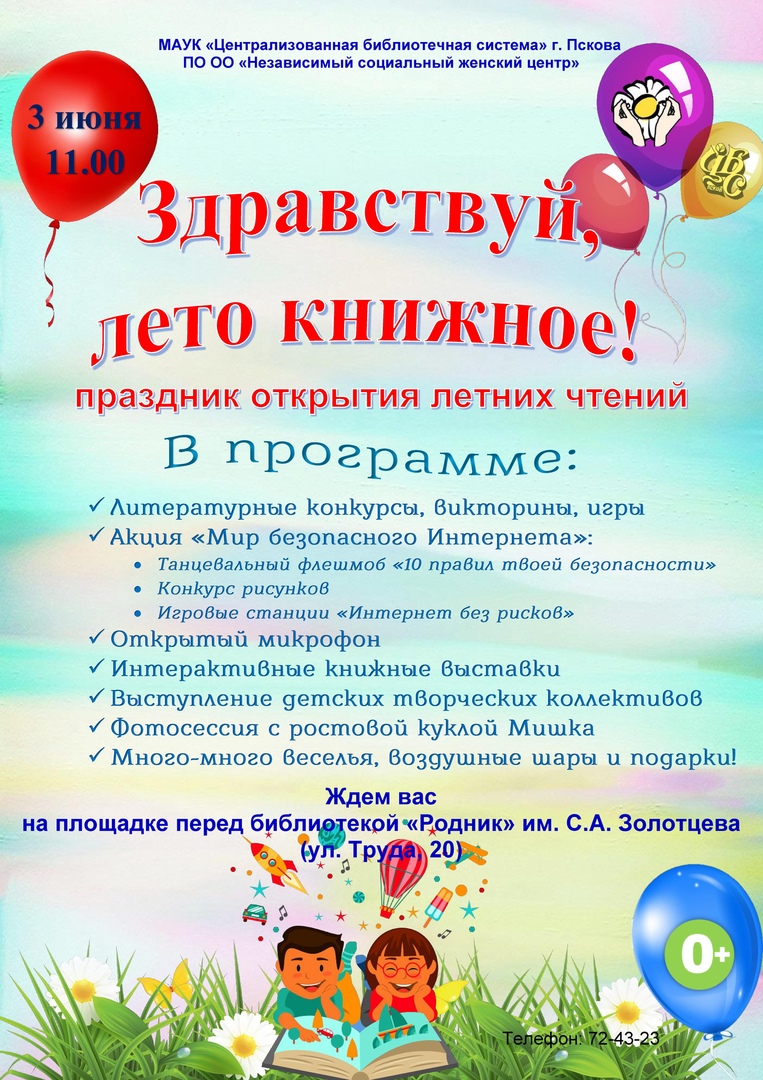 МАУК «Централизованная библиотечная система» г. Пскова
ПО ОО «Независимый социальный женский центр»
3 июня
11.00
ЦБС
Псков
Здравствуй,
лето книжное!
праздник открытия летних чтений
В программе:
✓ Литературные конкурсы, викторины, игры
✓ Акция «Мир безопасного Интернета»:
• Танцевальный флешмоб «10 правил твоей безопасности»
• Конкурс рисунков
• Игровые станции «Интернет без рисков»
✓ Открытый микрофон
✓ Интерактивные книжные выставки
✓ Выступление детских творческих коллективов
✓ Фотосессия с ростовой куклой Мишка
✓ Много-много веселья, воздушные шары и подарки!
Ждем вас
на площадке перед библиотекой «Родник» им. С.А. Золотцева
(ул. Труда, 20)
0+
Телефон: 72-43-23